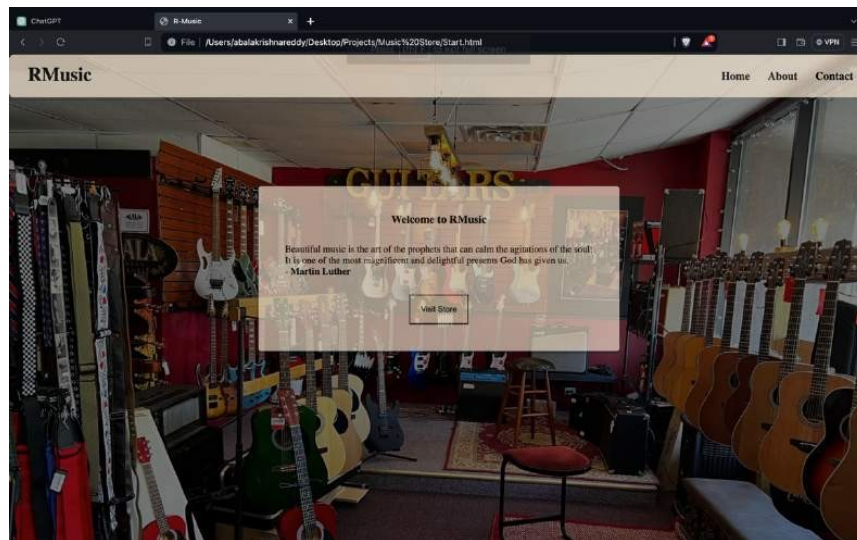 ChatGPT
R-Music
File
/Users/abalakrishnareddy/Desktop/Projects/Music%20Store/Start.html
VPN
RMusic
Home About Contact
GUITARS
Welcome to RMusic
Beautiful music is the art of the prophets that can calm the agitations of the soul;
It is one of the most magnificent and delightful presents God has given us.
- Martin Luther
Visit Store